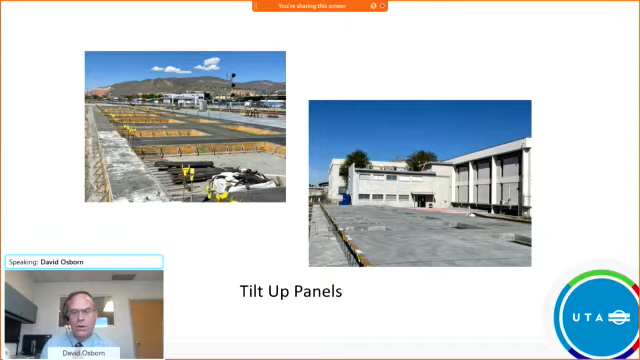 You're sharing this screen
Speaking: David Osborn
Tilt Up Panels
UTA
David Osborn